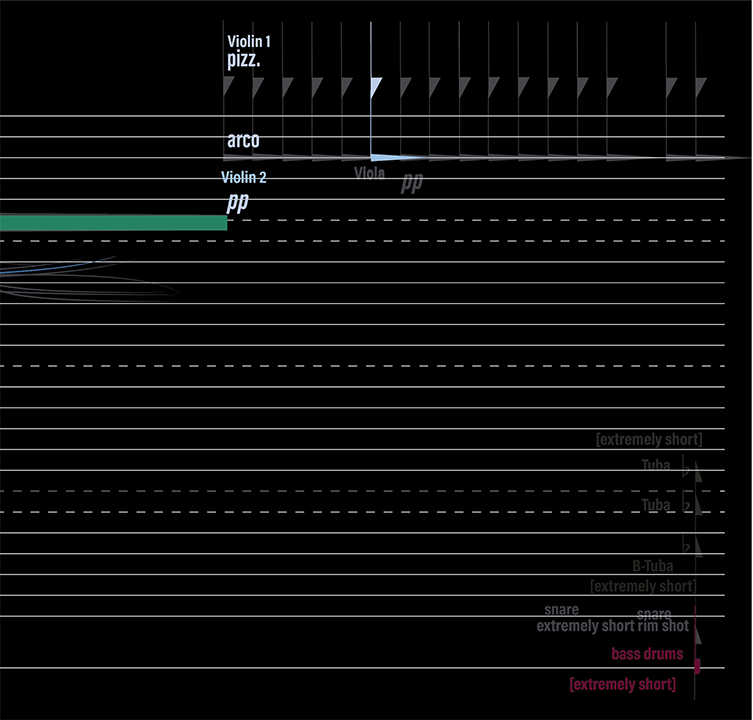 Violin 1
pizz.
arco
Violin 2
Viola
pp
pp
[extremely short]
Tuba
Tuba
B-Tuba
[extremely short]
snare
snare
extremely short rim shot
bass drums
[extremely short]